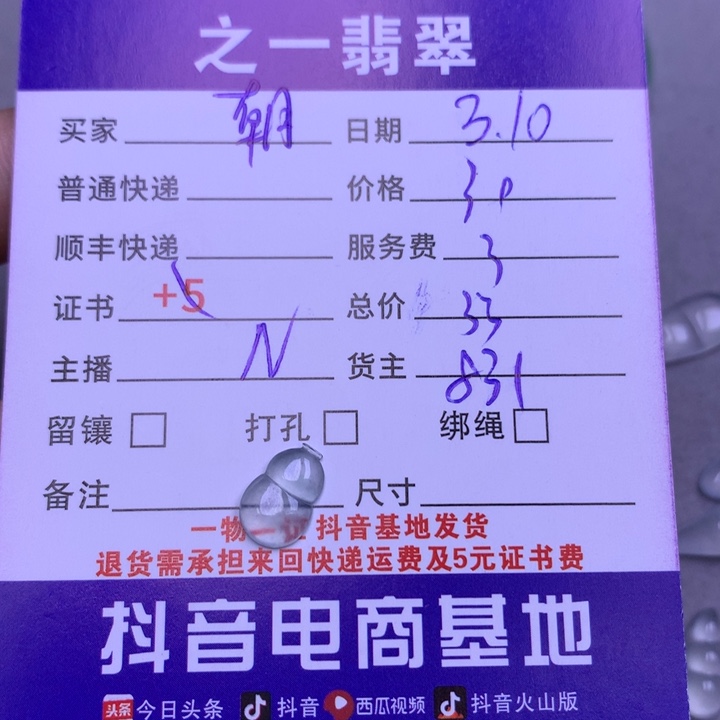 之一翡翠
买家 朝 日期 3.10
普通快递 价格 30
顺丰快递 服务费 3
证书 +5 总价 33
主播 N 货主 831
留镶 打孔 绑绳
备注 尺寸
一物一证 抖音基地发货
退货需承担来回快递运费及5元证书费
抖音电商基地
头条 今日头条 抖音 西瓜视频 抖音火山版